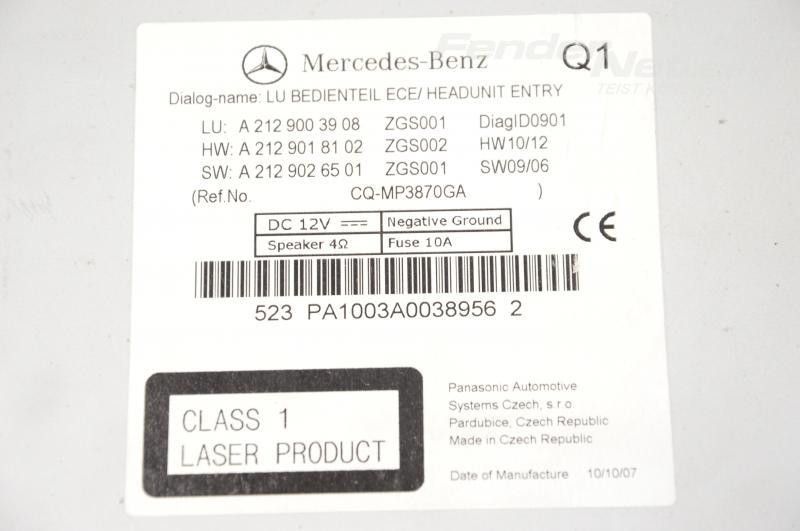 Mercedes-Benz Q1
Dialog-name: LU BEDIENTEIL ECE/ HEADUNIT ENTRY
LU: A 212 900 39 08 ZGS001 DiagID0901
HW: A 212 901 81 02 ZGS002 HW10/12
SW: A 212 902 65 01 ZGS001 SW09/06
(Ref.No. CQ-MP3870GA )
DC 12V Negative Ground
Speaker 4Ω Fuse 10A
CE
523 PA1003A0038956 2
CLASS 1
LASER PRODUCT
Panasonic Automotive
Systems Czech, s.r.o.
Pardubice, Czech Republic
Made in Czech Republic
Date of Manufacture 10/10/07